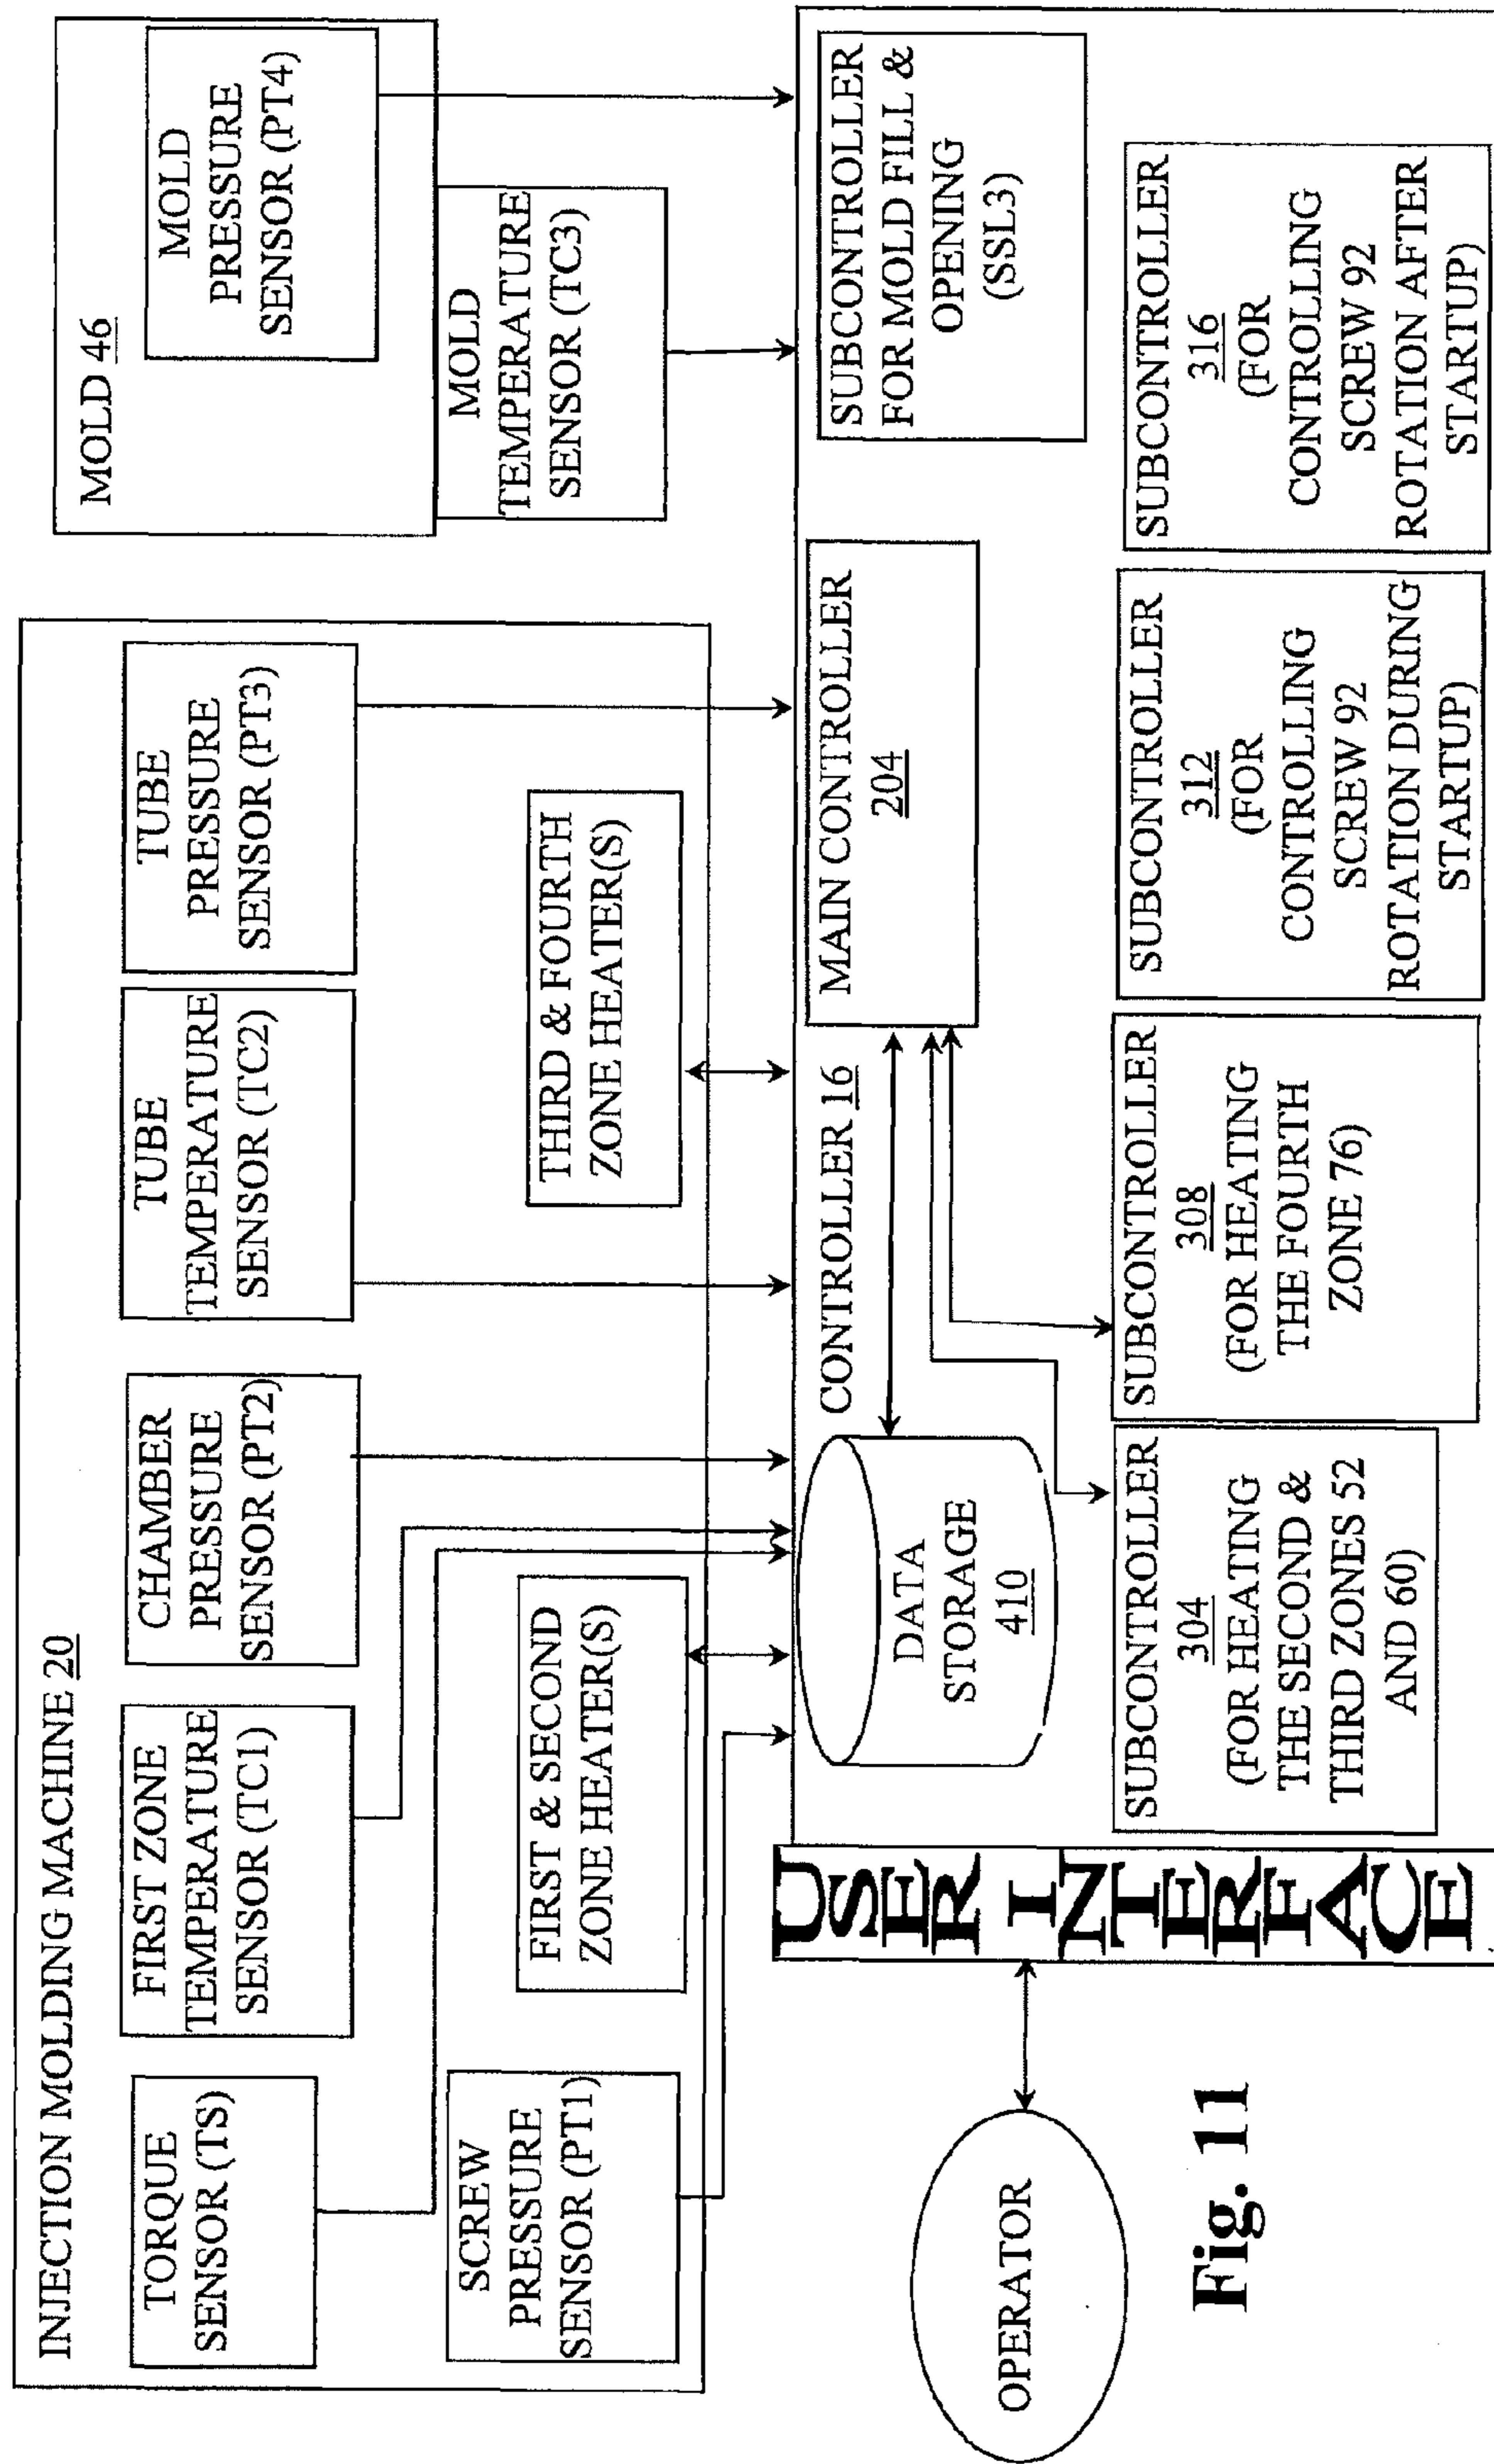 INJECTION MOLDING MACHINE 20
TORQUE
SENSOR (TS)
FIRST ZONE
TEMPERATURE
SENSOR (TC1)
CHAMBER
PRESSURE
SENSOR (PT2)
TUBE
TEMPERATURE
SENSOR (TC2)
TUBE
PRESSURE
SENSOR (PT3)
SCREW
PRESSURE
SENSOR (PT1)
FIRST & SECOND
ZONE HEATER(S)
THIRD & FOURTH
ZONE HEATER(S)
MOLD 46
MOLD
PRESSURE
SENSOR (PT4)
MOLD
TEMPERATURE
SENSOR (TC3)
OPERATOR
USER INTERFACE
CONTROLLER 16
DATA
STORAGE
410
MAIN CONTROLLER
204
SUBCONTROLLER
FOR MOLD FILL &
OPENING
(SSL3)
SUBCONTROLLER
304
(FOR HEATING
THE SECOND &
THIRD ZONES 52
AND 60)
SUBCONTROLLER
308
(FOR HEATING
THE FOURTH
ZONE 76)
SUBCONTROLLER
312
(FOR
CONTROLLING
SCREW 92
ROTATION DURING
STARTUP)
SUBCONTROLLER
316
(FOR
CONTROLLING
SCREW 92
ROTATION AFTER
STARTUP)
Fig. 11